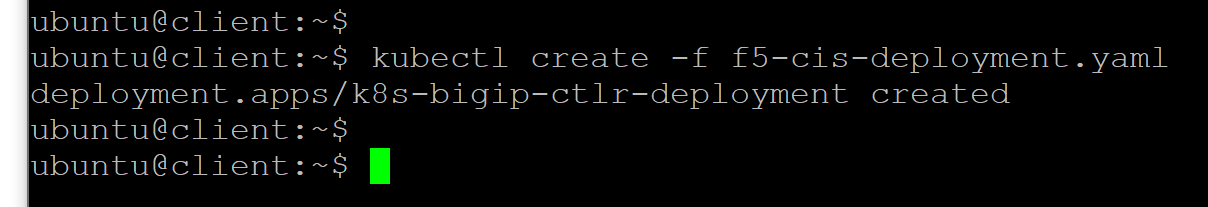 ubuntu@client:~$
ubuntu@client:~$ kubectl create -f f5-cis-deployment.yaml
deployment.apps/k8s-bigip-ctlr-deployment created
ubuntu@client:~$
ubuntu@client:~$